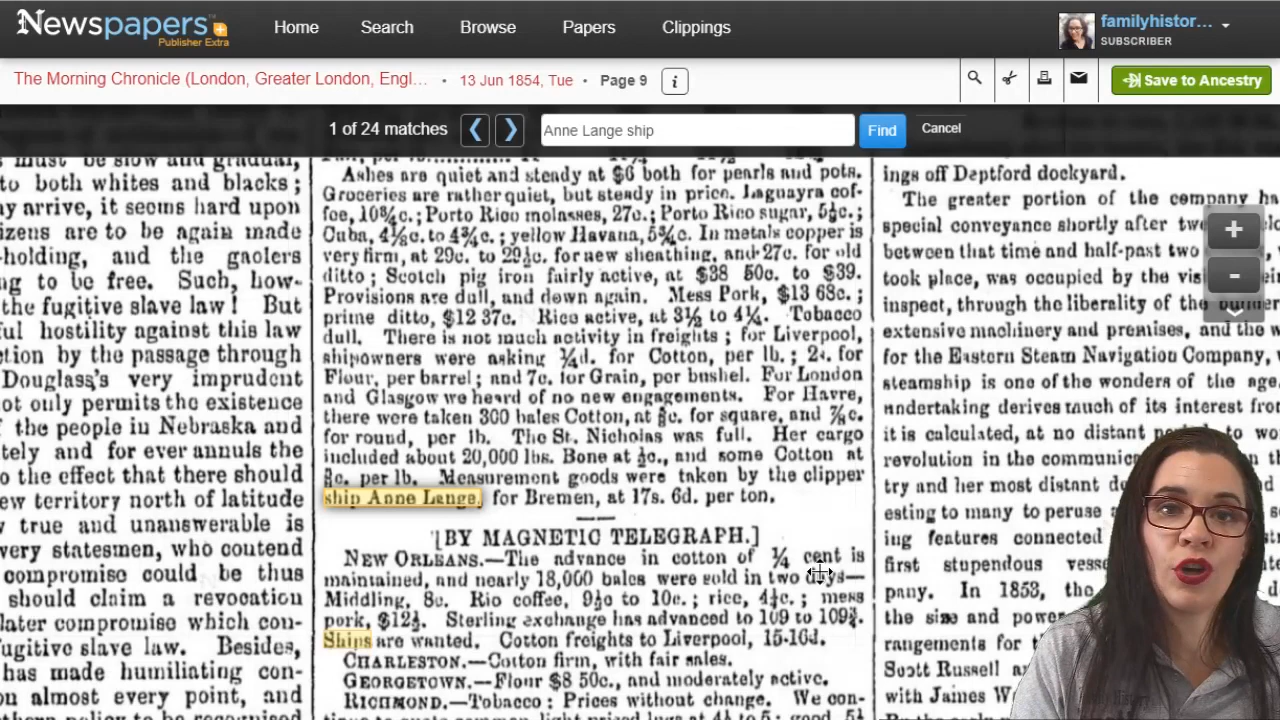 Newspapers™
Publisher Extra
Home
Search
Browse
Papers
Clippings
familyhistor...
SUBSCRIBER
The Morning Chronicle (London, Greater London, Engl...
13 Jun 1854, Tue
Page 9
Save to Ancestry
1 of 24 matches
Anne Lange ship
Find
Cancel
must be slow and gradual,
to both whites and blacks;
ay arrive, it seems hard upon
izens are to be again made
-holding, and the gaolers
ng to be free. Such, how-
the fugitive slave law! But
ful hostility against this law
tion by the passage through
Douglass's very imprudent
not only permits the existence
f the people in Nebraska and
tely and for ever annuls the
o the effect that there should
ew territory north of latitude
true and unanswerable is
very statesmen, who contend
compromise could be thus
should claim a revocation
later compromise which con-
fugitive slave law. Besides,
has made humiliating con-
on almost every point, and
Ashes are quiet and steady at $6 both for pearls and pots.
Groceries are rather quiet, but steady in price. Laguayra cof-
fee, 10¾c.; Porto Rico molasses, 27c.; Porto Rico sugar, 5½c.;
Cuba, 4⅛c. to 4¾c.; yellow Havana, 5¾c. In metals copper is
very firm, at 29c. to 29½c. for new sheathing, and 27c. for old
ditto; Scotch pig iron fairly active, at $38 50c. to $39.
Provisions are dull, and down again. Mess Pork, $13 68c.;
prime ditto, $12 37c. Rice active, at 3½ to 4¼. Tobacco
dull. There is not much activity in freights; for Liverpool,
shipowners were asking ¼d. for Cotton, per lb.; 2s. for
Flour, per barrel; and 7c. for Grain, per bushel. For London
and Glasgow we heard of no new engagements. For Havre,
there were taken 300 bales Cotton, at ⅝c. for square, and ⅞c.
for round, per lb. The St. Nicholas was full. Her cargo
included about 20,000 lbs. Bone at ½c., and some Cotton at
per lb. Measurement goods were taken by the clipper
ship Anne Lange, for Bremen, at 17s. 6d. per ton.
[BY MAGNETIC TELEGRAPH.]
NEW ORLEANS.—The advance in cotton of ¼ cent is
maintained, and nearly 18,000 bales were sold in two days—
Middling, 8c. Rio coffee, 9½c to 10c.; rice, 4½c.; mess
pork, $12½. Sterling exchange has advanced to 109 to 109¾.
Ships are wanted. Cotton freights to Liverpool, 15-16d.
CHARLESTON.—Cotton firm, with fair sales.
GEORGETOWN.—Flour $8 50c., and moderately active.
RICHMOND.—Tobacco: Prices without change. We con-
ings off Deptford dockyard.
The greater portion of the company ha
special conveyance shortly after tw
between that time and half-past two
took place, was occupied by the visi
inspect, through the liberality of the
extensive machinery and premises, and the w
for the Eastern Steam Navigation Company,
steamship is one of the wonders of the age
undertaking derives much of its interest from
it is calculated, at no distant to wo
revolution in the communic
try and her most distant d
esting to many to peruse
ing features connected
first stupendous vess
pany. In 1853, the
the size and power
rangements for
Scott Russell an
with James W